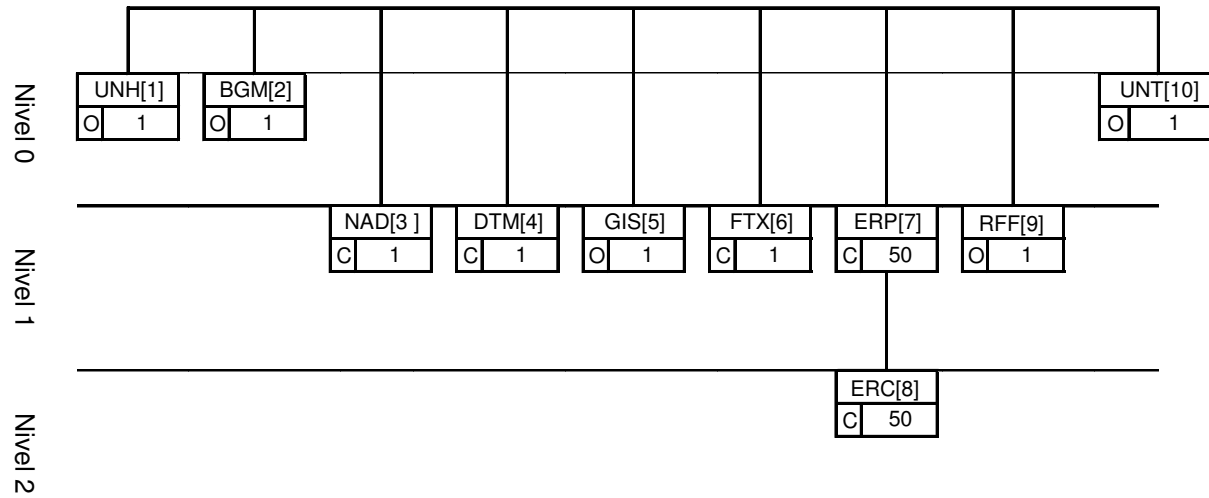 UNH[1] BGM[2] UNT[10]
O 1 O 1 O 1
Nivel 0
NAD[3 ] DTM[4] GIS[5] FTX[6] ERP[7] RFF[9]
C 1 C 1 O 1 C 1 C 50 O 1
Nivel 1
ERC[8]
C 50
Nivel 2